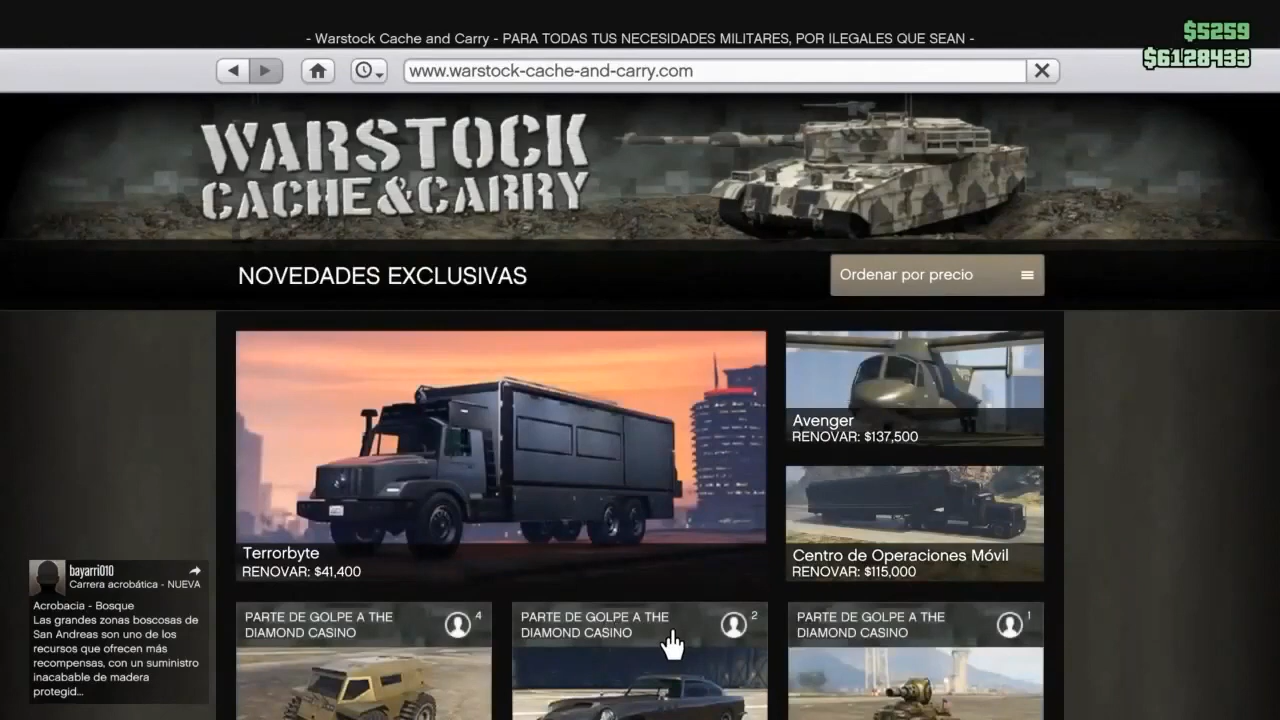 - Warstock Cache and Carry - PARA TODAS TUS NECESIDADES MILITARES, POR ILEGALES QUE SEAN -
$5259
$6128433
www.warstock-cache-and-carry.com
WARSTOCK
CACHE&CARRY
NOVEDADES EXCLUSIVAS
Ordenar por precio
Terrorbyte
RENOVAR: $41,400
Avenger
RENOVAR: $137,500
Centro de Operaciones Móvil
RENOVAR: $115,000
PARTE DE GOLPE A THE
DIAMOND CASINO
4
PARTE DE GOLPE A THE
DIAMOND CASINO
2
PARTE DE GOLPE A THE
DIAMOND CASINO
1
bayarri010
Carrera acrobática - NUEVA
Acrobacia - Bosque
Las grandes zonas boscosas de
San Andreas son uno de los
recursos que ofrecen más
recompensas, con un suministro
inacabable de madera
protegid...